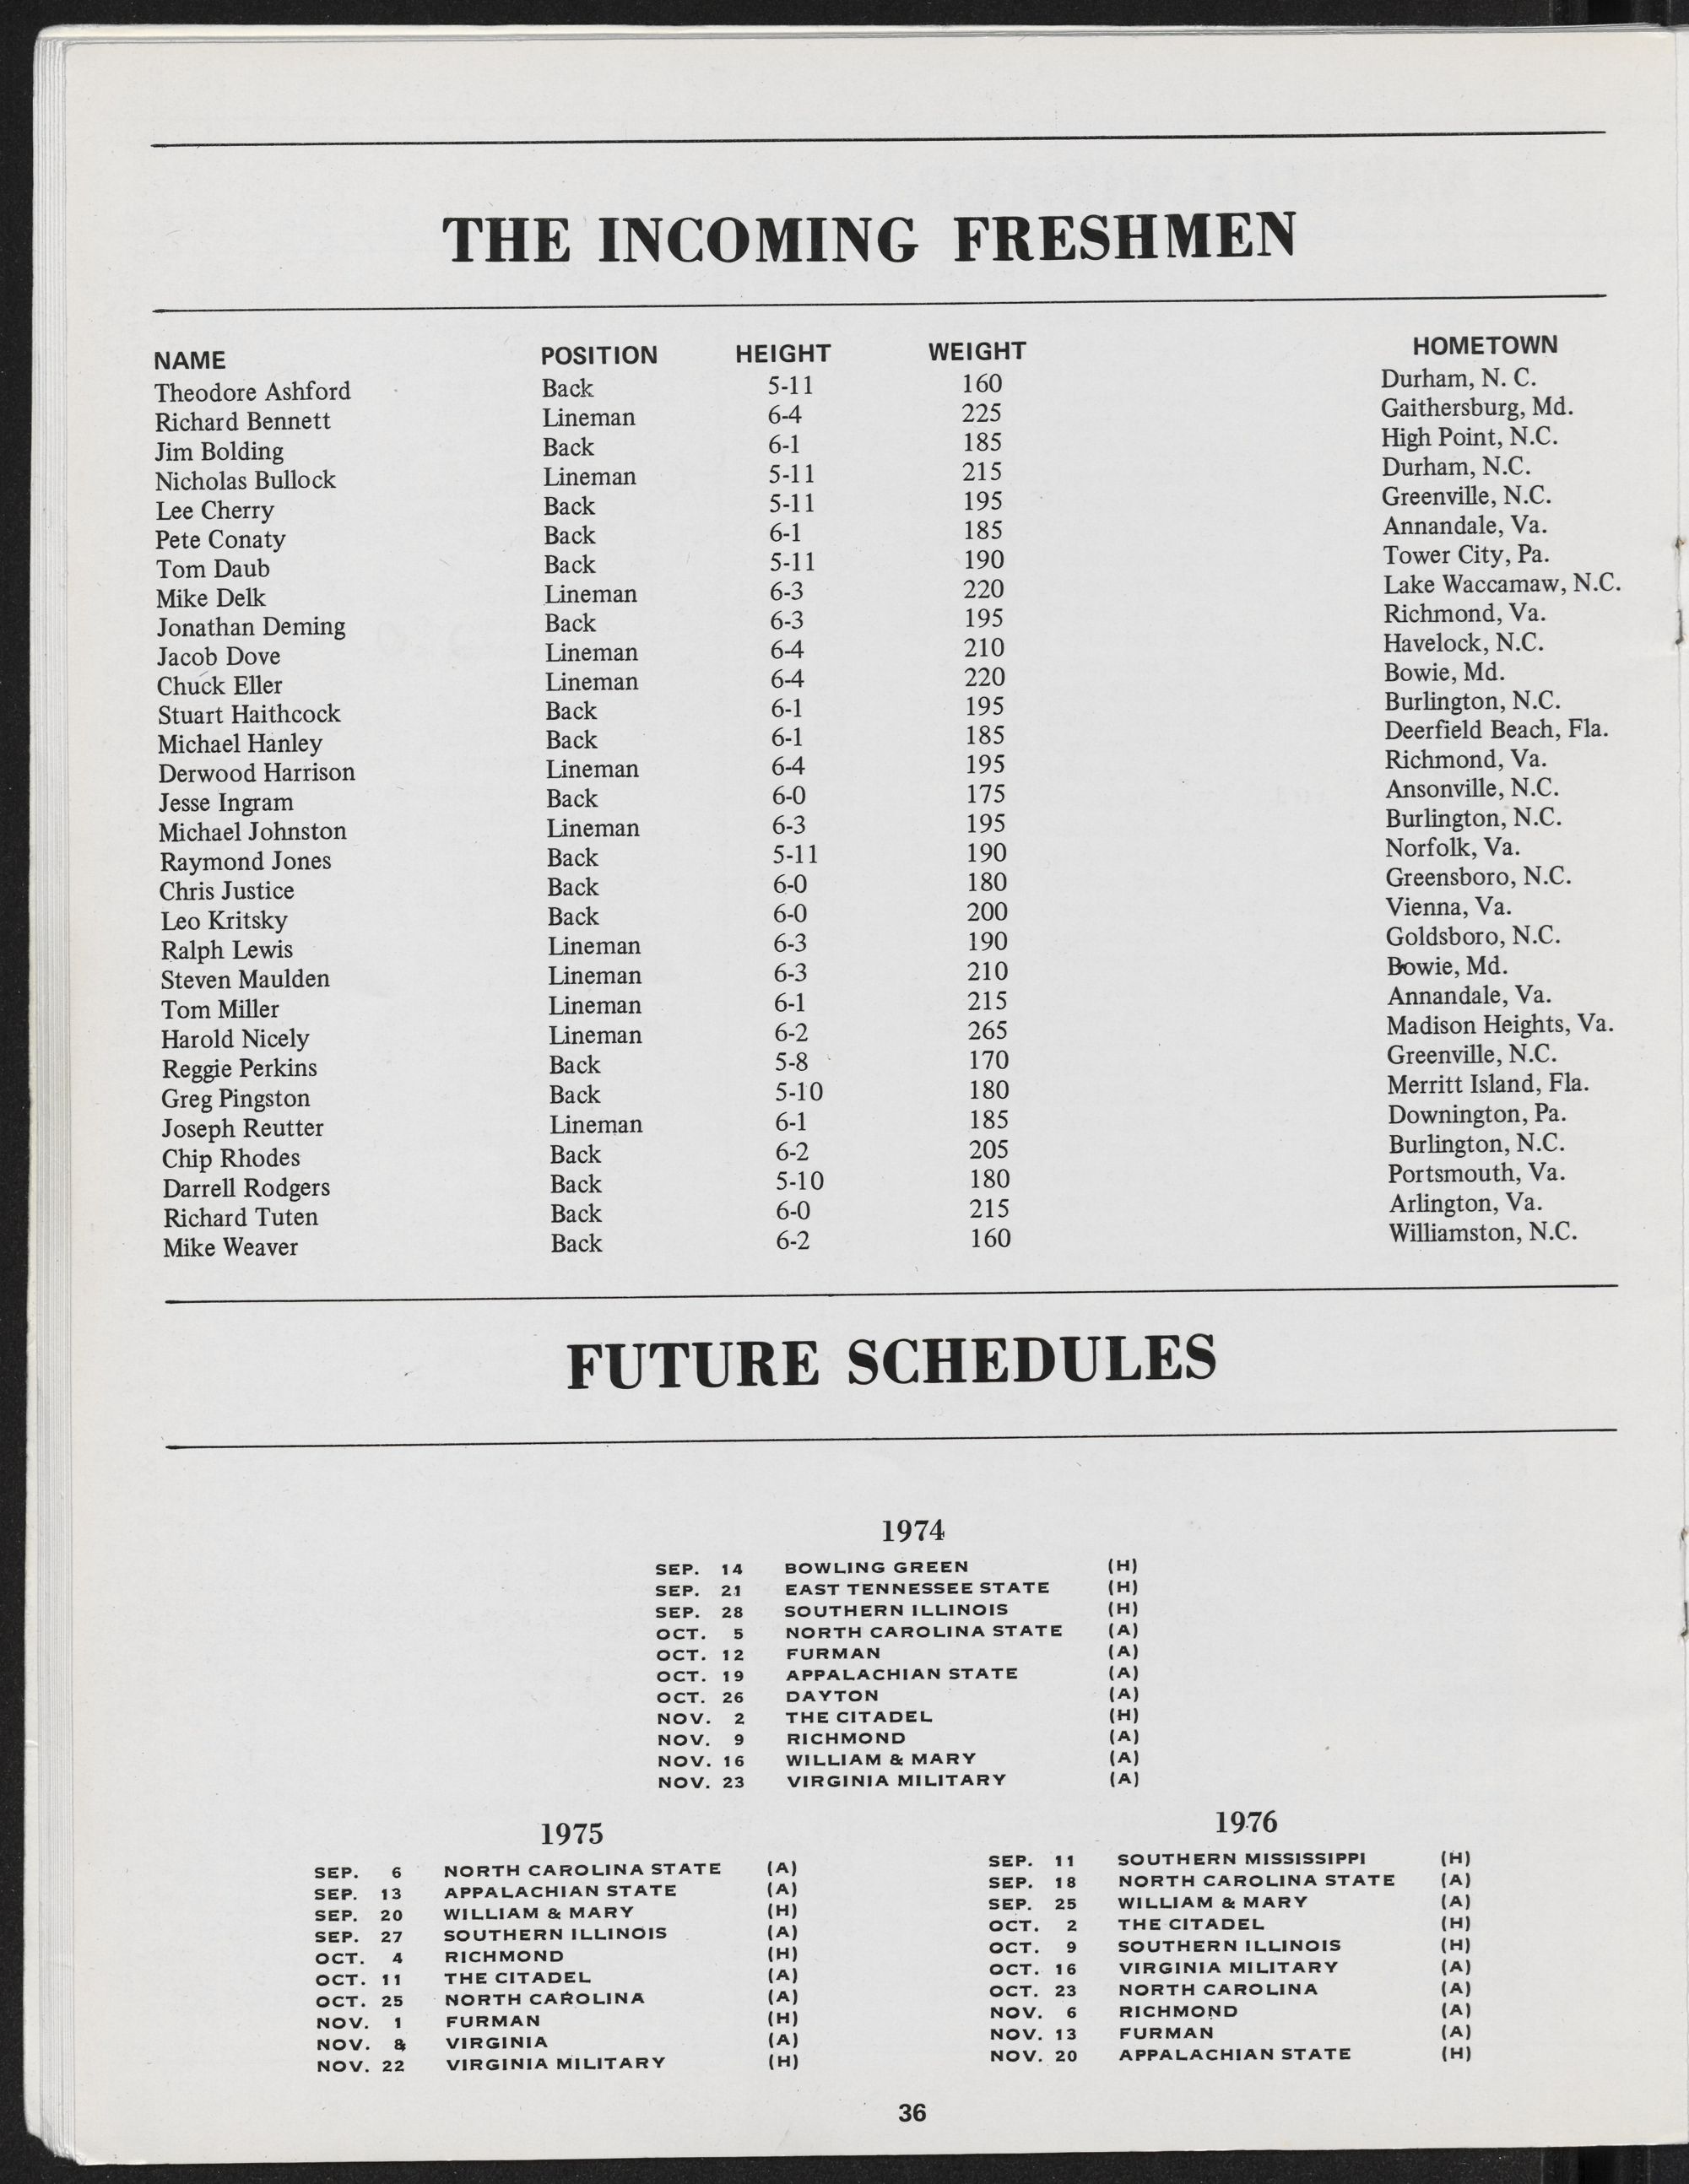 THE INCOMING FRESHMEN
NAME POSITION HEIGHT WEIGHT HOMETOWN
Theodore Ashford Back 5-11 160 Durham, N. C.
Richard Bennett Lineman 6-4 225 Gaithersburg, Md.
Jim Bolding Back 6-1 185 High Point, N.C.
Nicholas Bullock Lineman 5-11 215 Durham, N.C.
Lee Cherry Back 5-11 195 Greenville, N.C.
Pete Conaty Back 6-1 185 Annandale, Va.
Tom Daub Back 5-11 190 Tower City, Pa.
Mike Delk Lineman 6-3 220 Lake Waccamaw, N.C.
Jonathan Deming Back 6-3 195 Richmond, Va.
Jacob Dove Lineman 6-4 210 Havelock, N.C.
Chuck Eller Lineman 6-4 220 Bowie, Md.
Stuart Haithcock Back 6-1 195 Burlington, N.C.
Michael Hanley Back 6-1 185 Deerfield Beach, Fla.
Derwood Harrison Lineman 6-4 195 Richmond, Va.
Jesse Ingram Back 6-0 175 Ansonville, N.C.
Michael Johnston Lineman 6-3 195 Burlington, N.C.
Raymond Jones Back 5-11 190 Norfolk, Va.
Chris Justice Back 6-0 180 Greensboro, N.C.
Leo Kritsky Back 6-0 200 Vienna, Va.
Ralph Lewis Lineman 6-3 190 Goldsboro, N.C.
Steven Maulden Lineman 6-3 210 Bowie, Md.
Tom Miller Lineman 6-1 215 Annandale, Va.
Harold Nicely Lineman 6-2 265 Madison Heights, Va.
Reggie Perkins Back 5-8 170 Greenville, N.C.
Greg Pingston Back 5-10 180 Merritt Island, Fla.
Joseph Reutter Lineman 6-1 185 Downington, Pa.
Chip Rhodes Back 6-2 205 Burlington, N.C.
Darrell Rodgers Back 5-10 180 Portsmouth, Va.
Richard Tuten Back 6-0 215 Arlington, Va.
Mike Weaver Back 6-2 160 Williamston, N.C.
FUTURE SCHEDULES
1974
SEP. 14 BOWLING GREEN (H)
SEP. 21 EAST TENNESSEE STATE (H)
SEP. 28 SOUTHERN ILLINOIS (H)
OCT. 5 NORTH CAROLINA STATE (A)
OCT. 12 FURMAN (A)
OCT. 19 APPALACHIAN STATE (A)
OCT. 26 DAYTON (A)
NOV. 2 THE CITADEL (H)
NOV. 9 RICHMOND (A)
NOV. 16 WILLIAM & MARY (A)
NOV. 23 VIRGINIA MILITARY (A)
1975
SEP. 6 NORTH CAROLINA STATE (A)
SEP. 13 APPALACHIAN STATE (A)
SEP. 20 WILLIAM & MARY (H)
SEP. 27 SOUTHERN ILLINOIS (A)
OCT. 4 RICHMOND (H)
OCT. 11 THE CITADEL (A)
OCT. 25 NORTH CAROLINA (A)
NOV. 1 FURMAN (H)
NOV. & VIRGINIA (A)
NOV. 22 VIRGINIA MILITARY (H)
1976
SEP. 11 SOUTHERN MISSISSIPPI (H)
SEP. 18 NORTH CAROLINA STATE (A)
SEP. 25 WILLIAM & MARY (A)
OCT. 2 THE CITADEL (H)
OCT. 9 SOUTHERN ILLINOIS (H)
OCT. 16 VIRGINIA MILITARY (A)
OCT. 23 NORTH CAROLINA (A)
NOV. 6 RICHMOND (A)
NOV. 13 FURMAN (A)
NOV. 20 APPALACHIAN STATE (H)
36